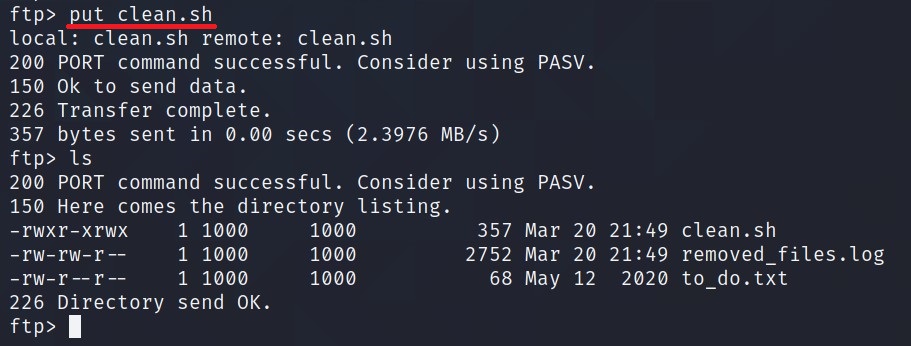 ftp> put clean.sh
local: clean.sh remote: clean.sh
200 PORT command successful. Consider using PASV.
150 Ok to send data.
226 Transfer complete.
357 bytes sent in 0.00 secs (2.3976 MB/s)
ftp> ls
200 PORT command successful. Consider using PASV.
150 Here comes the directory listing.
-rwxr-xrwx    1 1000     1000          357 Mar 20 21:49 clean.sh
-rw-rw-r--    1 1000     1000         2752 Mar 20 21:49 removed_files.log
-rw-r--r--    1 1000     1000           68 May 12  2020 to_do.txt
226 Directory send OK.
ftp>